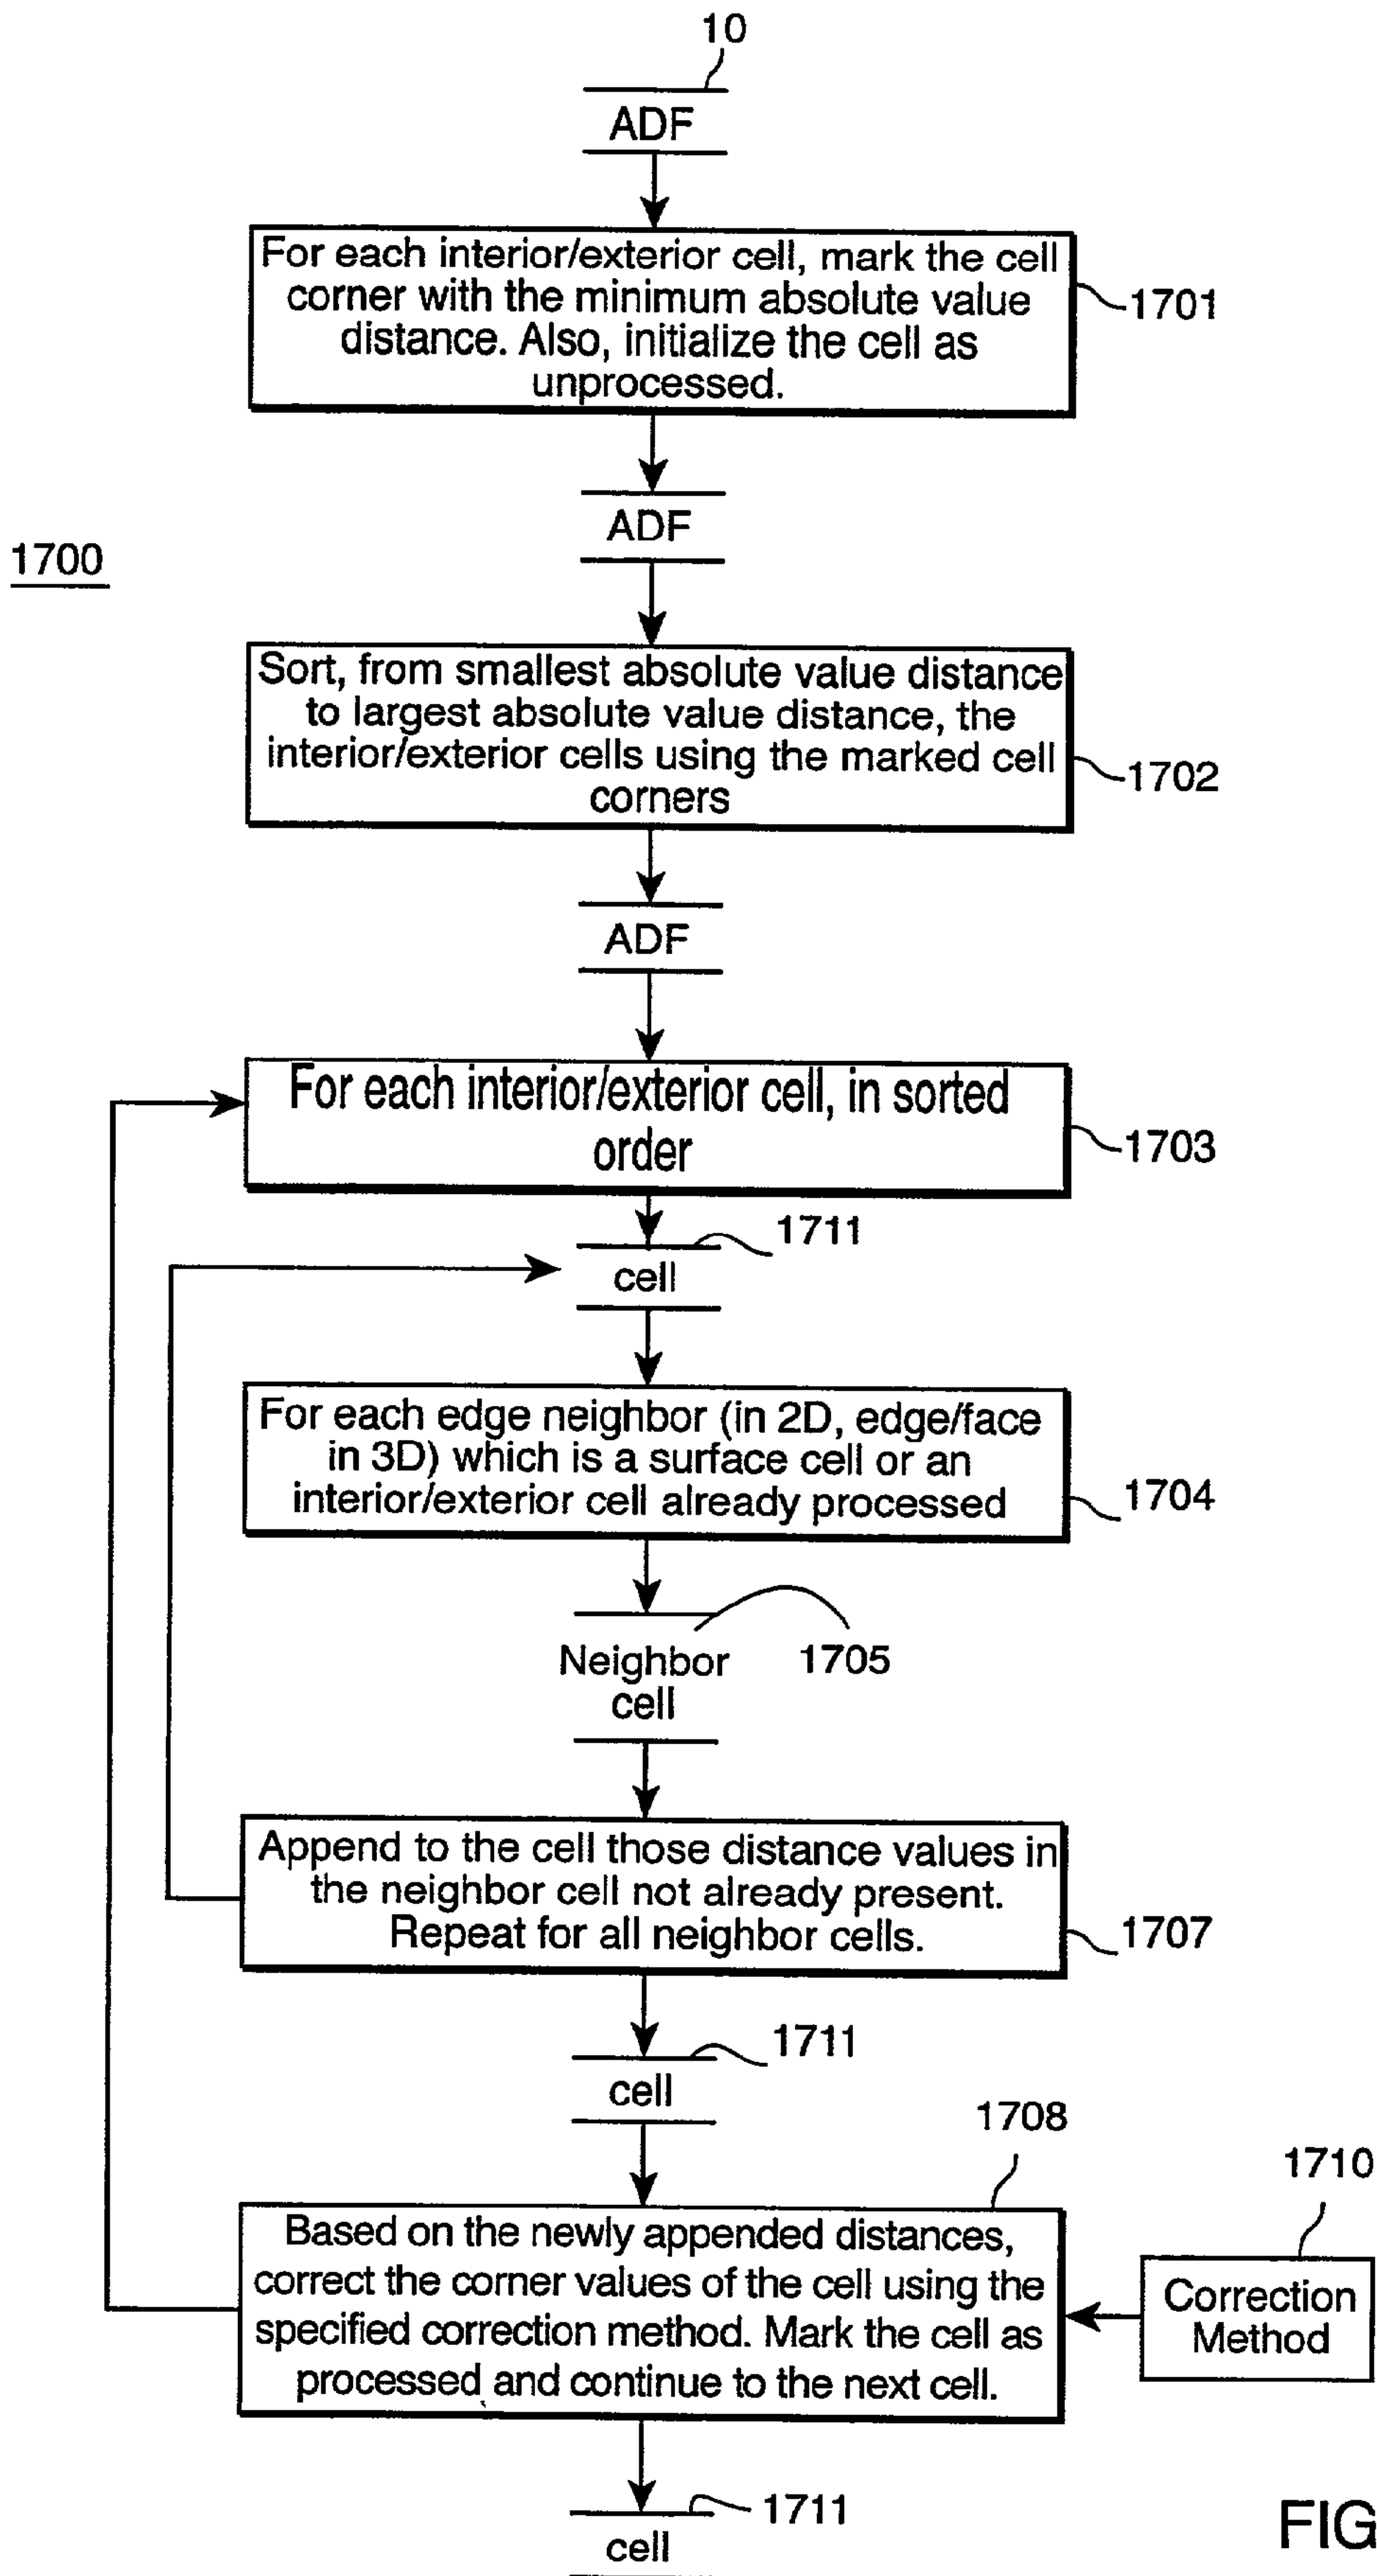 10
ADF
For each interior/exterior cell, mark the cell
corner with the minimum absolute value
distance. Also, initialize the cell as
unprocessed.
1701
ADF
1700
Sort, from smallest absolute value distance
to largest absolute value distance, the
interior/exterior cells using the marked cell
corners
1702
ADF
For each interior/exterior cell, in sorted
order
1703
1711
cell
For each edge neighbor (in 2D, edge/face
in 3D) which is a surface cell or an
interior/exterior cell already processed
1704
Neighbor
cell
1705
Append to the cell those distance values in
the neighbor cell not already present.
Repeat for all neighbor cells.
1707
1711
cell
1708
1710
Based on the newly appended distances,
correct the corner values of the cell using the
specified correction method. Mark the cell as
processed and continue to the next cell.
Correction
Method
1711
cell
FIG